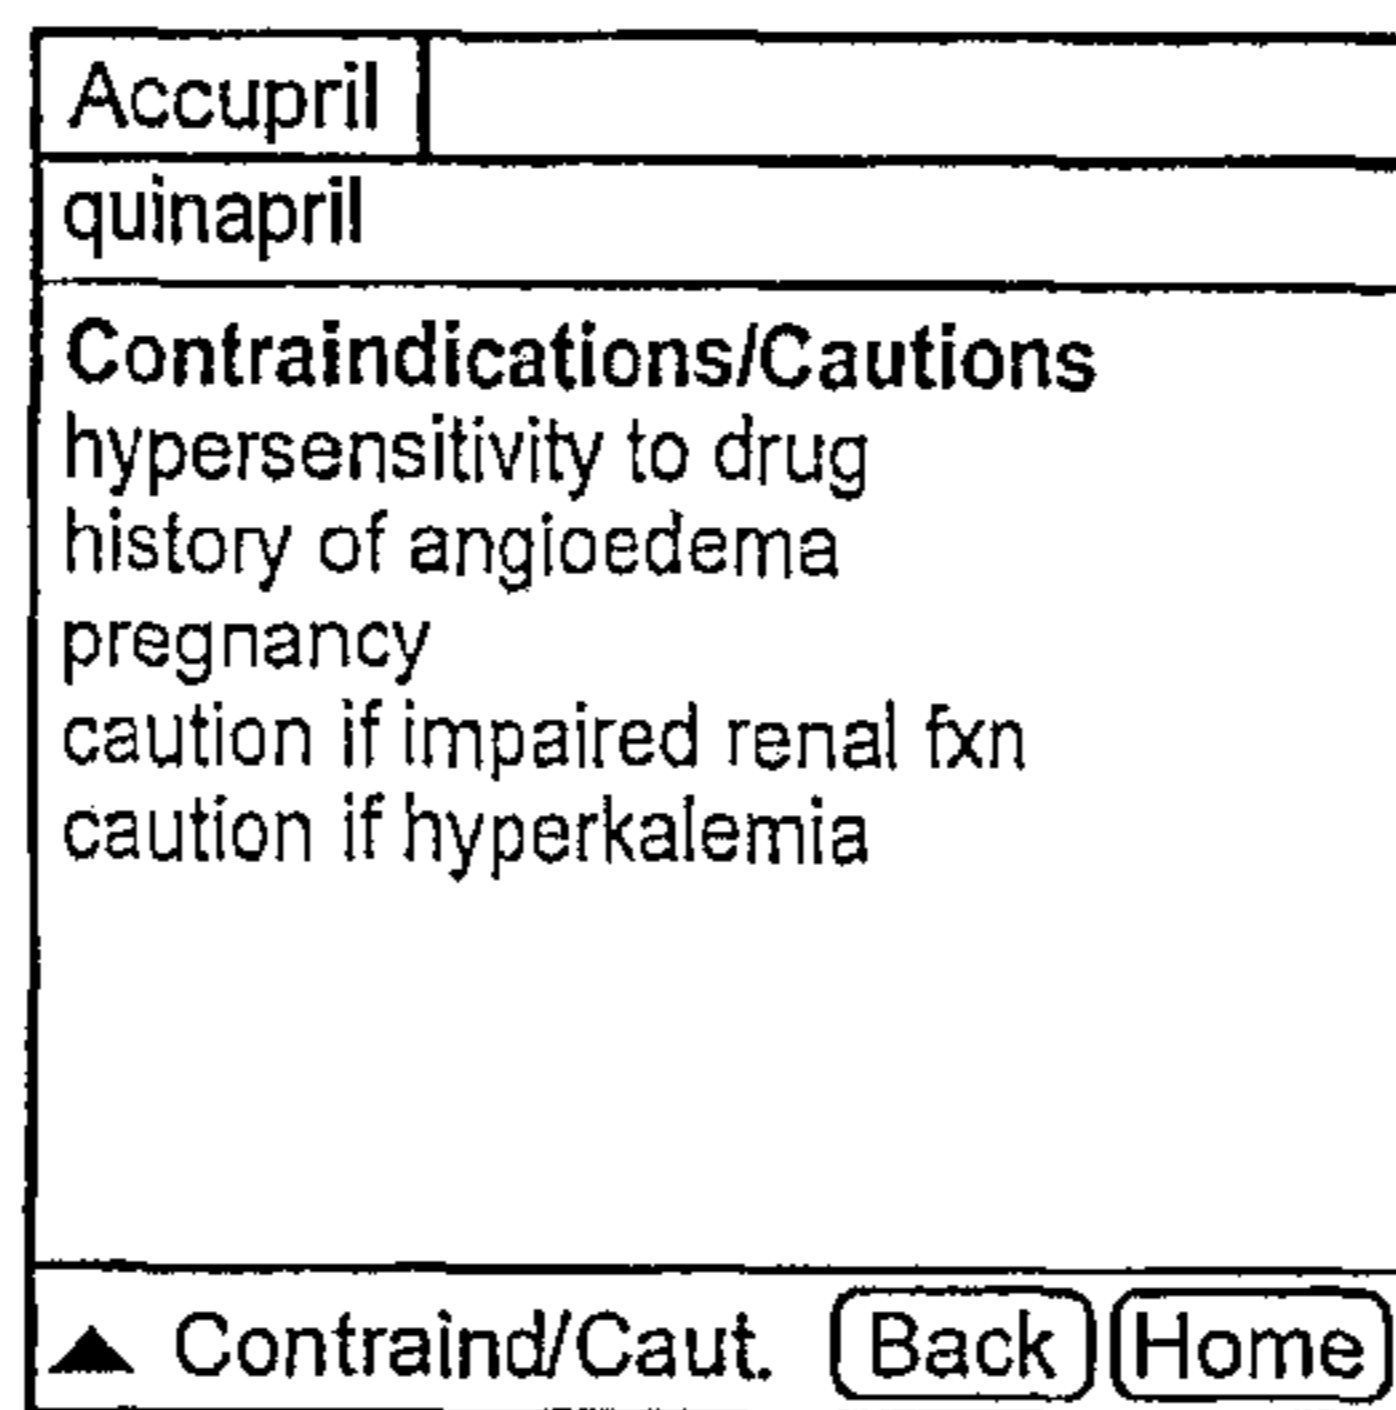 Accupril
quinapril
Contraindications/Cautions
hypersensitivity to drug
history of angioedema
pregnancy
caution if impaired renal fxn
caution if hyperkalemia
Contraind/Caut. Back Home